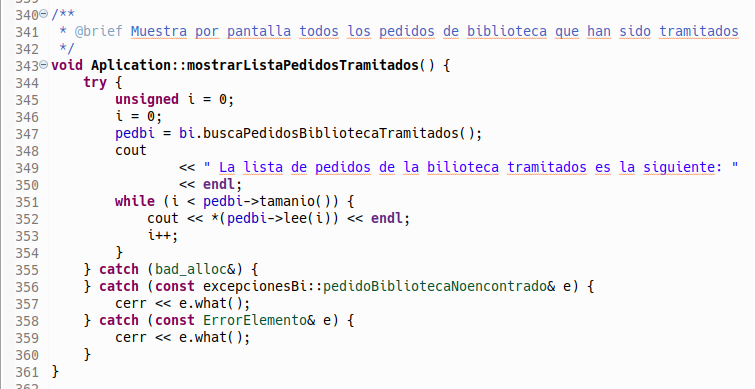 339
340 /**
341  * @brief Muestra por pantalla todos los pedidos de biblioteca que han sido tramitados
342  */
343 void Aplication::mostrarListaPedidosTramitados() {
344     try {
345         unsigned i = 0;
346         i = 0;
347         pedbi = bi.buscaPedidosBibliotecaTramitados();
348         cout
349                 << " La lista de pedidos de la bilioteca tramitados es la siguiente: "
350                 << endl;
351         while (i < pedbi->tamanio()) {
352             cout << *(pedbi->lee(i)) << endl;
353             i++;
354         }
355     } catch (bad_alloc&) {
356     } catch (const excepcionesBi::pedidoBibliotecaNoencontrado& e) {
357         cerr << e.what();
358     } catch (const ErrorElemento& e) {
359         cerr << e.what();
360     }
361 }
362